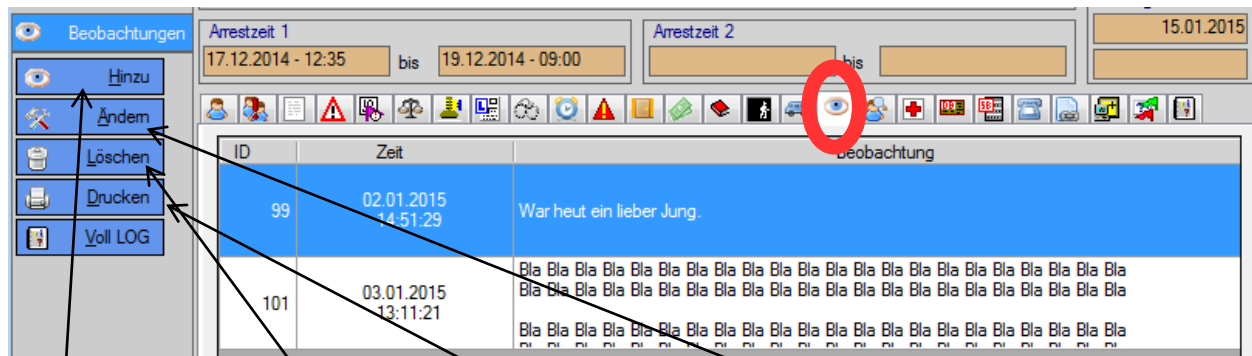 Beobachtungen
Hinzu
Ändern
Löschen
Drucken
Voll LOG
Arrestzeit 1
17.12.2014 - 12:35 bis 19.12.2014 - 09:00
Arrestzeit 2
bis
15.01.2015
ID Zeit Beobachtung
99 02.01.2015 14:51:29 War heut ein lieber Jung.
101 03.01.2015 13:11:21
Bla Bla Bla Bla Bla Bla Bla Bla Bla Bla Bla Bla Bla Bla Bla Bla Bla Bla Bla Bla Bla Bla
Bla Bla Bla Bla Bla Bla Bla Bla Bla Bla Bla Bla Bla Bla Bla Bla Bla Bla Bla Bla Bla Bla
Bla Bla Bla Bla Bla Bla Bla Bla Bla Bla Bla Bla Bla Bla Bla Bla Bla Bla Bla Bla Bla Bla